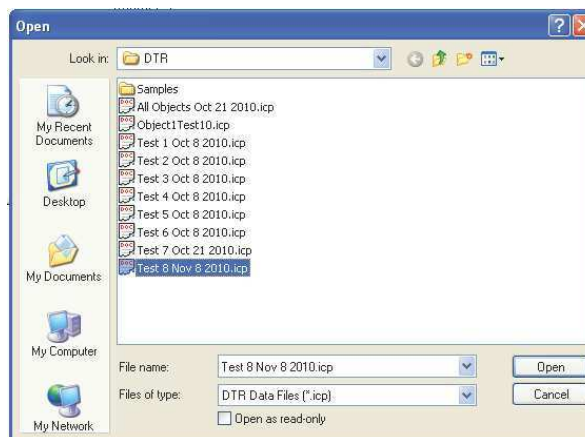 Open
Look in: DTR
My Recent Documents
Desktop
My Documents
My Computer
My Network
Samples
All Objects Oct 21 2010.icp
Object1Test10.icp
Test 1 Oct 8 2010.icp
Test 2 Oct 8 2010.icp
Test 3 Oct 8 2010.icp
Test 4 Oct 8 2010.icp
Test 5 Oct 8 2010.icp
Test 6 Oct 8 2010.icp
Test 7 Oct 21 2010.icp
Test 8 Nov 8 2010.icp
File name: Test 8 Nov 8 2010.icp Open
Files of type: DTR Data Files (*.icp) Cancel
Open as read-only